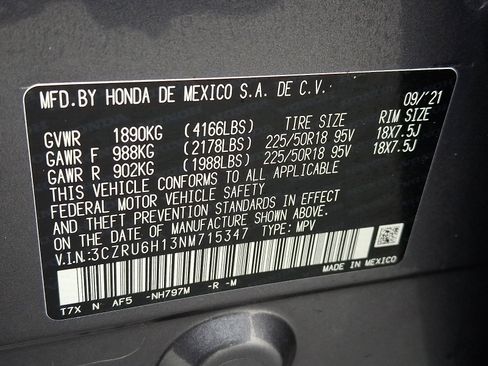 MFD.BY HONDA DE MEXICO S.A. DE C.V. 09/'21
GVWR 1890KG (4166LBS) TIRE SIZE RIM SIZE
GAWR F 988KG (2178LBS) 225/50R18 95V 18X7.5J
GAWR R 902KG (1988LBS) 225/50R18 95V 18X7.5J
THIS VEHICLE CONFORMS TO ALL APPLICABLE
FEDERAL MOTOR VEHICLE SAFETY
AND THEFT PREVENTION STANDARDS IN EFFECT
ON THE DATE OF MANUFACTURE SHOWN ABOVE.
V.I.N:3CZRU6H13NM715347 TYPE: MPV
T7X N AF5 -NH797M -R -M MADE IN MEXICO